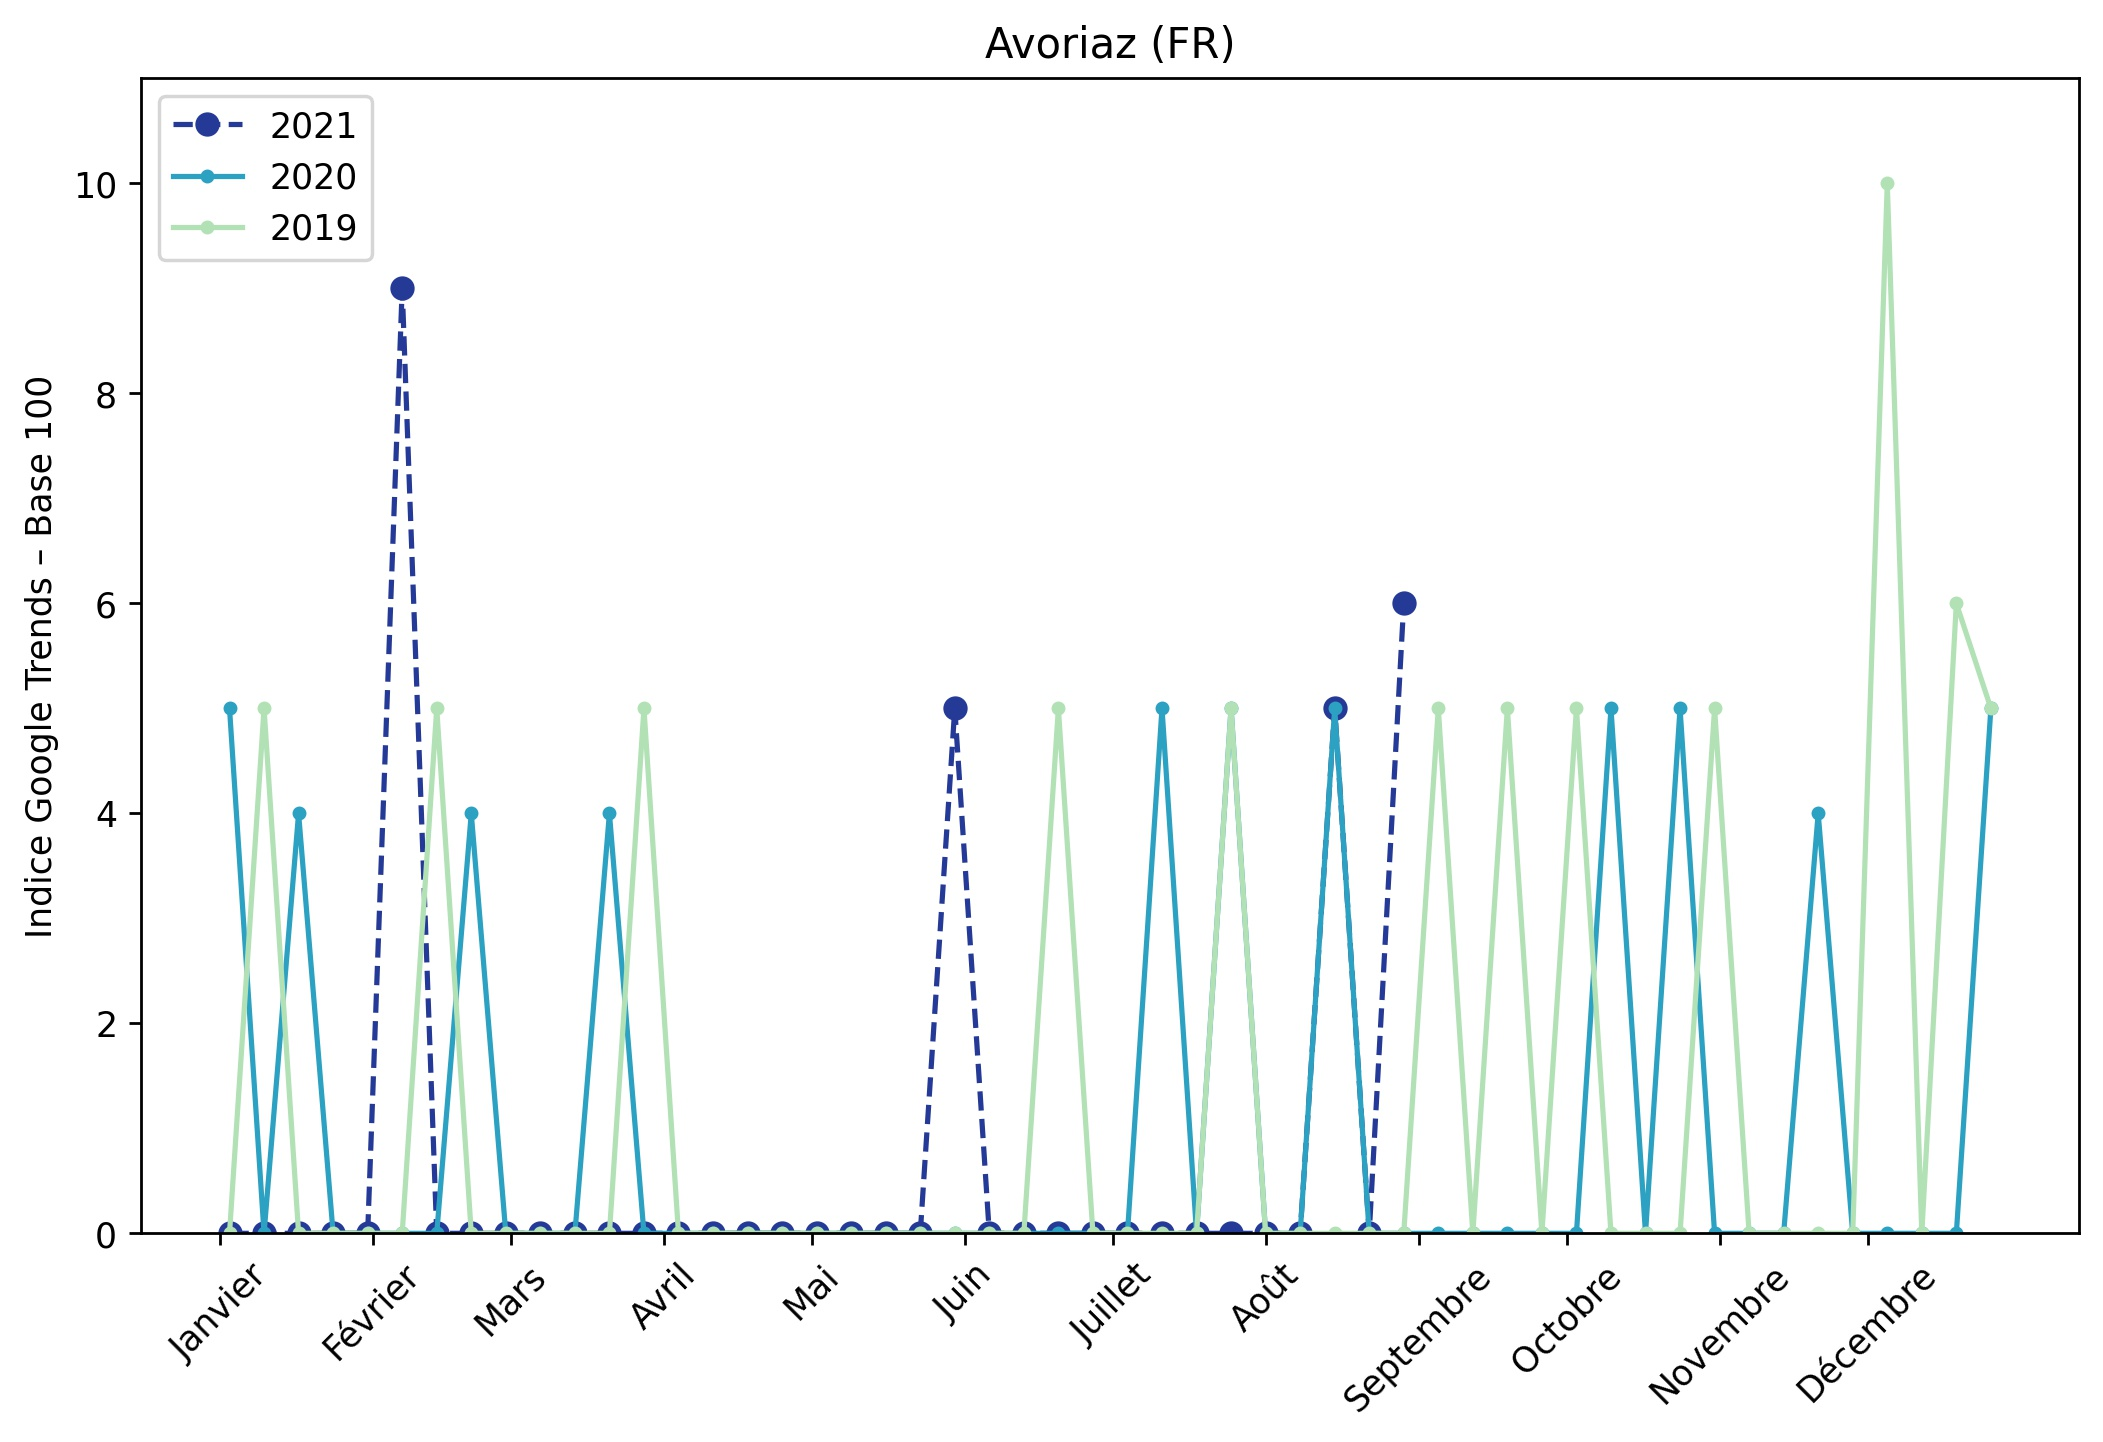 Avoriaz (FR)
2021
2020
2019
Indice Google Trends – Base 100
10
8
6
4
2
0
Janvier
Février
Mars
Avril
Mai
Juin
Juillet
Août
Septembre
Octobre
Novembre
Décembre